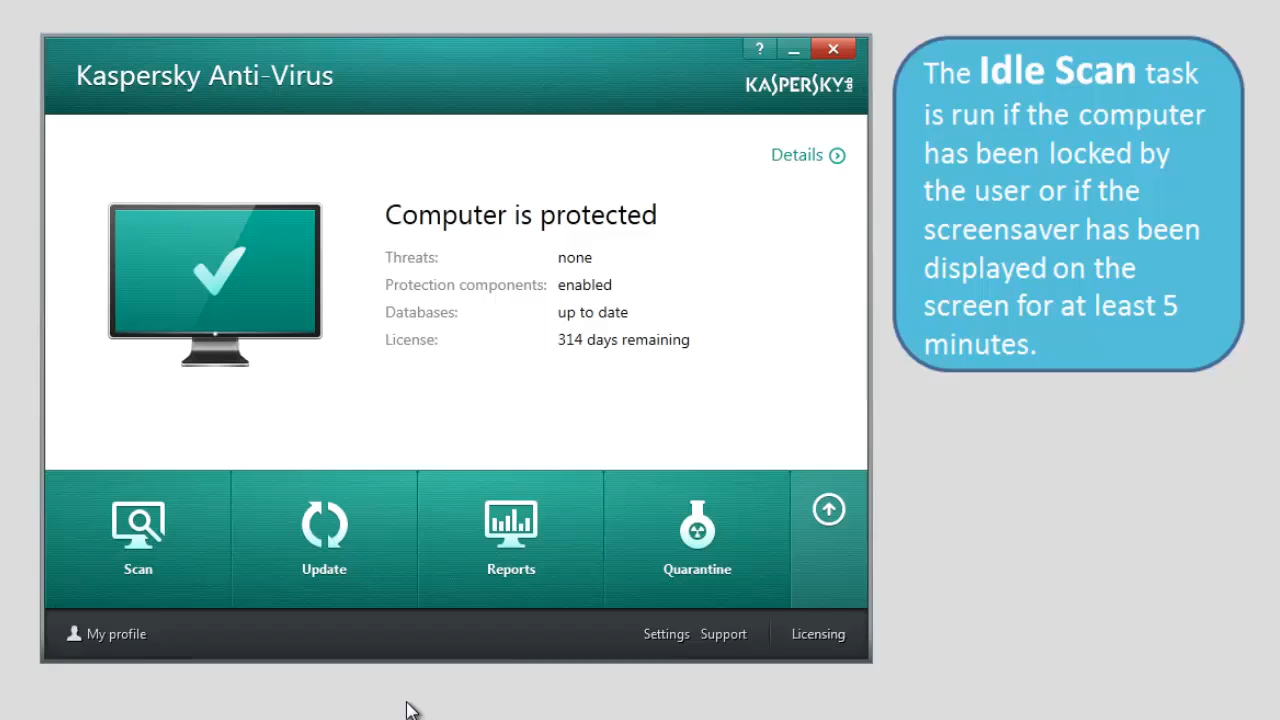 Kaspersky Anti-Virus
?
KASPERSKY LAB
Details
Computer is protected
Threats: none
Protection components: enabled
Databases: up to date
License: 314 days remaining
Scan
Update
Reports
Quarantine
My profile
Settings
Support
Licensing
The Idle Scan task
is run if the computer
has been locked by
the user or if the
screensaver has been
displayed on the
screen for at least 5
minutes.